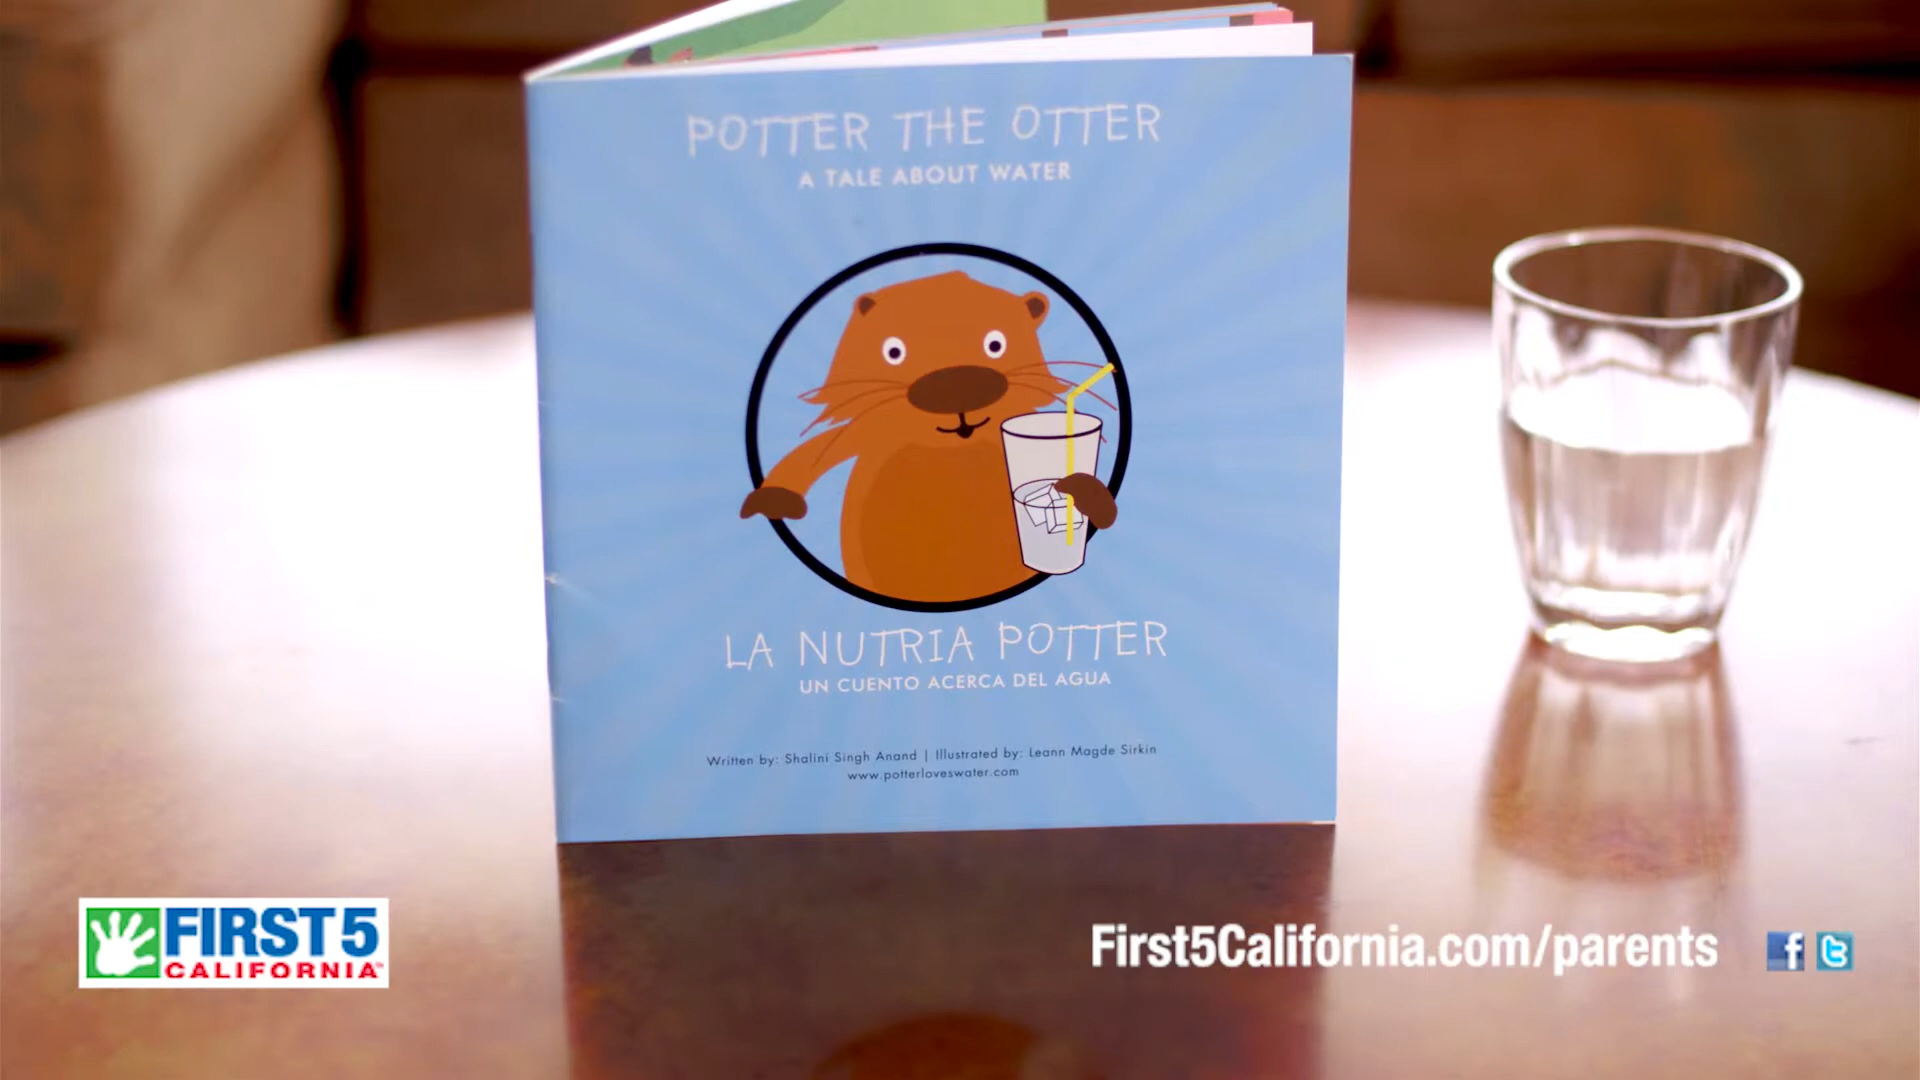 POTTER THE OTTER
A TALE ABOUT WATER
LA NUTRIA POTTER
UN CUENTO ACERCA DEL AGUA
Written by: Shalini Singh Anand | Illustrated by: Leann Magde Sirkin
www.potterloveswater.com
FIRST 5
CALIFORNIA
First5California.com/parents